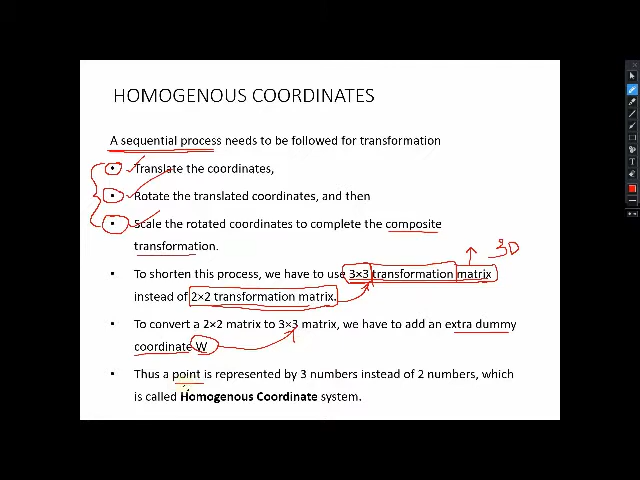 HOMOGENOUS COORDINATES
A sequential process needs to be followed for transformation
• Translate the coordinates,
• Rotate the translated coordinates, and then
• Scale the rotated coordinates to complete the composite
transformation.
3D
• To shorten this process, we have to use 3×3 transformation matrix
instead of 2×2 transformation matrix.
• To convert a 2×2 matrix to 3×3 matrix, we have to add an extra dummy
coordinate W
• Thus a point is represented by 3 numbers instead of 2 numbers, which
is called Homogenous Coordinate system.